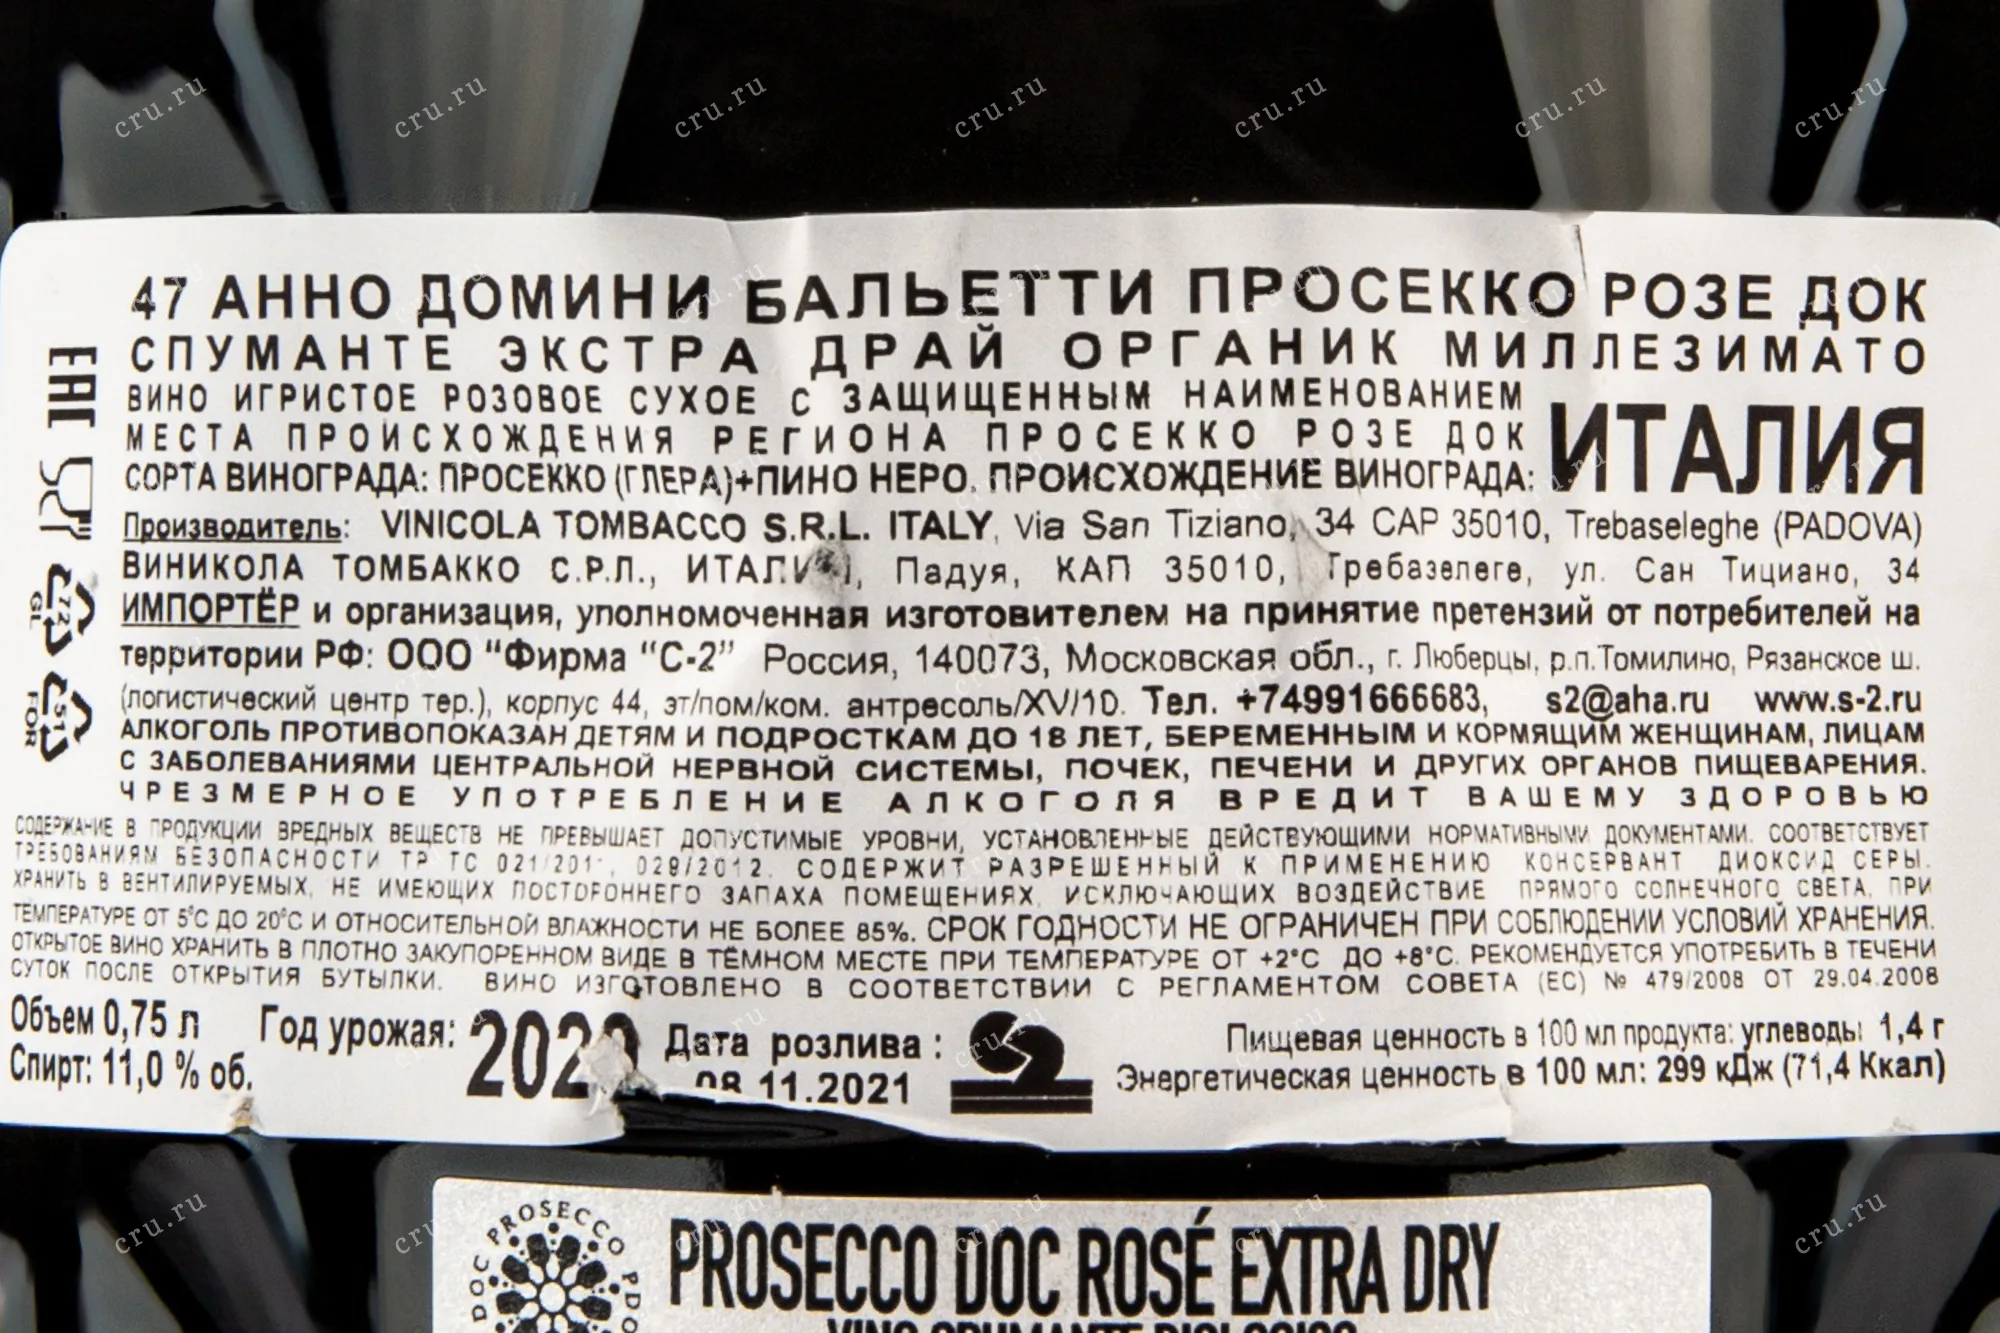 47 АННО ДОМИНИ БАЛЬЕТТИ ПРОСЕККО РОЗЕ ДОК
СПУМАНТЕ ЭКСТРА ДРАЙ ОРГАНИК МИЛЛЕЗИМАТО
ВИНО ИГРИСТОЕ РОЗОВОЕ СУХОЕ С ЗАЩИЩЕННЫМ НАИМЕНОВАНИЕМ
МЕСТА ПРОИСХОЖДЕНИЯ РЕГИОНА ПРОСЕККО РОЗЕ ДОК
СОРТА ВИНОГРАДА: ПРОСЕККО (ГЛЕРА)+ПИНО НЕРО. ПРОИСХОЖДЕНИЕ ВИНОГРАДА: ИТАЛИЯ
Производитель: VINICOLA TOMBACCO S.R.L. ITALY, Via San Tiziano, 34 CAP 35010, Trebaseleghe (PADOVA)
ВИНИКОЛА ТОМБАККО С.Р.Л., Падуя, КАП 35010, Требазелеге, ул. Сан Тициано, 34
ИМПОРТЁР и организация, уполномоченная изготовителем на принятие претензий от потребителей на
территории РФ: ООО "Фирма "С-2" Россия, 140073, Московская обл., г. Люберцы, р.п.Томилино, Рязанское ш.
(логистический центр тер.), корпус 44, эт/пом/ком. антресоль/XV/10. Тел. +74991666683, s2@aha.ru www.s-2.ru
АЛКОГОЛЬ ПРОТИВОПОКАЗАН ДЕТЯМ И ПОДРОСТКАМ ДО 18 ЛЕТ, БЕРЕМЕННЫМ И КОРМЯЩИМ ЖЕНЩИНАМ, ЛИЦАМ
С ЗАБОЛЕВАНИЯМИ ЦЕНТРАЛЬНОЙ НЕРВНОЙ СИСТЕМЫ, ПОЧЕК, ПЕЧЕНИ И ДРУГИХ ОРГАНОВ ПИЩЕВАРЕНИЯ.
ЧРЕЗМЕРНОЕ УПОТРЕБЛЕНИЕ АЛКОГОЛЯ ВРЕДИТ ВАШЕМУ ЗДОРОВЬЮ
СОДЕРЖАНИЕ В ПРОДУКЦИИ ВРЕДНЫХ ВЕЩЕСТВ НЕ ПРЕВЫШАЕТ ДОПУСТИМЫЕ УРОВНИ, УСТАНОВЛЕННЫЕ ДЕЙСТВУЮЩИМИ НОРМАТИВНЫМИ ДОКУМЕНТАМИ. СООТВЕТСТВУЕТ
ТРЕБОВАНИЯМ БЕЗОПАСНОСТИ ТР ТС 021/2011, 029/2012. СОДЕРЖИТ РАЗРЕШЕННЫЙ К ПРИМЕНЕНИЮ КОНСЕРВАНТ ДИОКСИД СЕРЫ.
ХРАНИТЬ В ВЕНТИЛИРУЕМЫХ, НЕ ИМЕЮЩИХ ПОСТОРОННЕГО ЗАПАХА ПОМЕЩЕНИЯХ, ИСКЛЮЧАЮЩИХ ВОЗДЕЙСТВИЕ ПРЯМОГО СОЛНЕЧНОГО СВЕТА, ПРИ
ТЕМПЕРАТУРЕ ОТ 5°С ДО 20°С И ОТНОСИТЕЛЬНОЙ ВЛАЖНОСТИ НЕ БОЛЕЕ 85%. СРОК ГОДНОСТИ НЕ ОГРАНИЧЕН ПРИ СОБЛЮДЕНИИ УСЛОВИЙ ХРАНЕНИЯ.
ОТКРЫТОЕ ВИНО ХРАНИТЬ В ПЛОТНО ЗАКУПОРЕННОМ ВИДЕ В ТЁМНОМ МЕСТЕ ПРИ ТЕМПЕРАТУРЕ ОТ +2°С ДО +8°С. РЕКОМЕНДУЕТСЯ УПОТРЕБИТЬ В ТЕЧЕНИИ
СУТОК ПОСЛЕ ОТКРЫТИЯ БУТЫЛКИ. ВИНО ИЗГОТОВЛЕНО В СООТВЕТСТВИИ С РЕГЛАМЕНТОМ СОВЕТА (ЕС) № 479/2008 ОТ 29.04.2008
Объем 0,75 л Год урожая: Дата розлива : Пищевая ценность в 100 мл продукта: углеводы 1,4 г
Спирт: 11,0 % об. 08.11.2021 Энергетическая ценность в 100 мл: 299 кДж (71,4 Ккал)
EAC
72
GL
51
FOR
DOC PROSECCO PDO
PROSECCO DOC ROSÉ EXTRA DRY
cru.ru